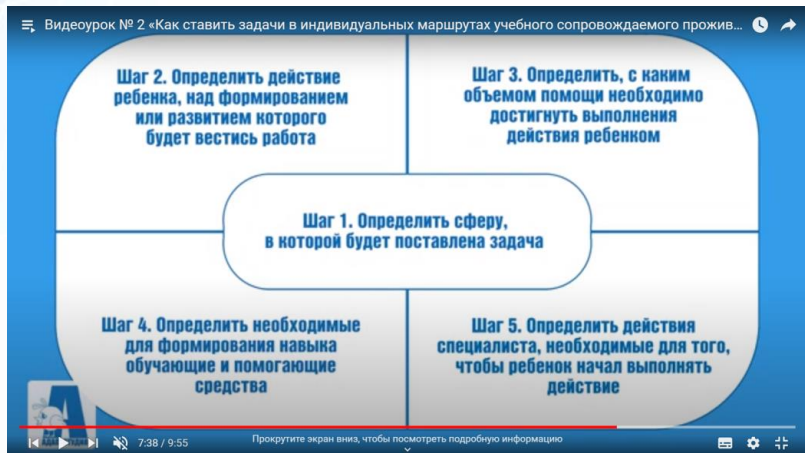 Видеоурок № 2 «Как ставить задачи в индивидуальных маршрутах учебного сопровождаемого прожив...
Шаг 2. Определить действие
ребенка, над формированием
или развитием которого
будет вестись работа
Шаг 3. Определить, с каким
объемом помощи необходимо
достигнуть выполнения
действия ребенком
Шаг 1. Определить сферу,
в которой будет поставлена задача
Шаг 4. Определить необходимые
для формирования навыка
обучающие и помогающие
средства
Шаг 5. Определить действия
специалиста, необходимые для того,
чтобы ребенок начал выполнять
действие
7:38 / 9:55
Прокрутите экран вниз, чтобы посмотреть подробную информацию